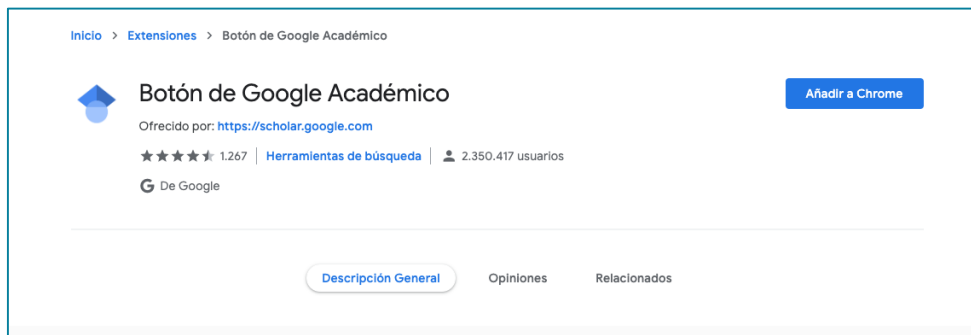 Inicio > Extensiones > Botón de Google Académico
Botón de Google Académico
Añadir a Chrome
Ofrecido por: https://scholar.google.com
1.267 | Herramientas de búsqueda | 2.350.417 usuarios
G De Google
Descripción General Opiniones Relacionados